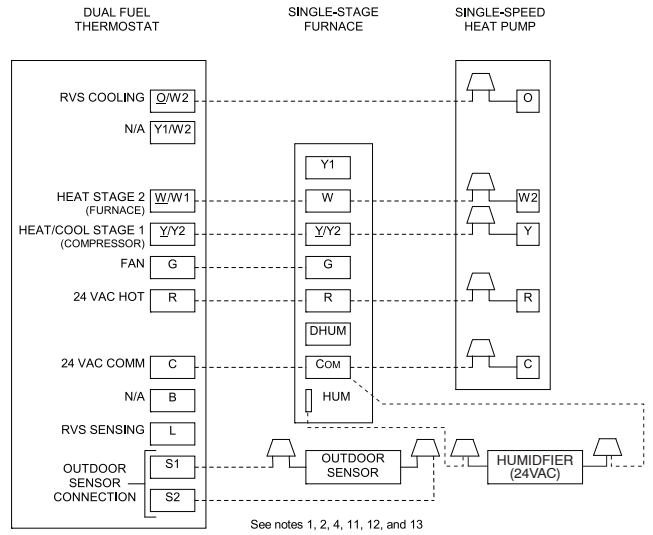 DUAL FUEL
THERMOSTAT
SINGLE-STAGE
FURNACE
SINGLE-SPEED
HEAT PUMP
RVS COOLING O/W2 O
N/A Y1/W2
Y1
HEAT STAGE 2
(FURNACE)
W/W1 W W2
HEAT/COOL STAGE 1
(COMPRESSOR)
Y/Y2 Y/Y2 Y
FAN G G
24 VAC HOT R R R
DHUM
24 VAC COMM C COM C
N/A B HUM
RVS SENSING L
OUTDOOR
SENSOR
CONNECTION
S1
S2
OUTDOOR
SENSOR
HUMIDFIER
(24VAC)
See notes 1, 2, 4, 11, 12, and 13